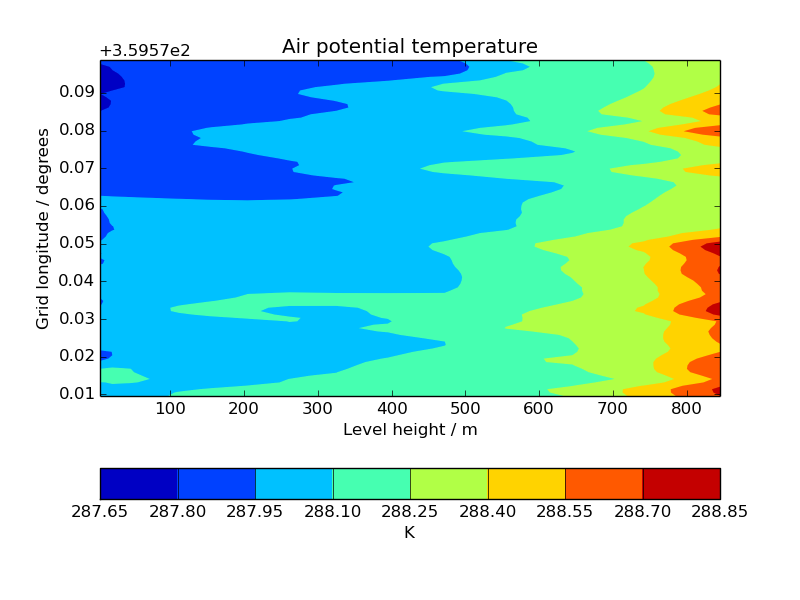 Air potential temperature
+3.5957e2
0.09
0.08
0.07
0.06
0.05
0.04
0.03
0.02
0.01
Grid longitude / degrees
100 200 300 400 500 600 700 800
Level height / m
287.65 287.80 287.95 288.10 288.25 288.40 288.55 288.70 288.85
K